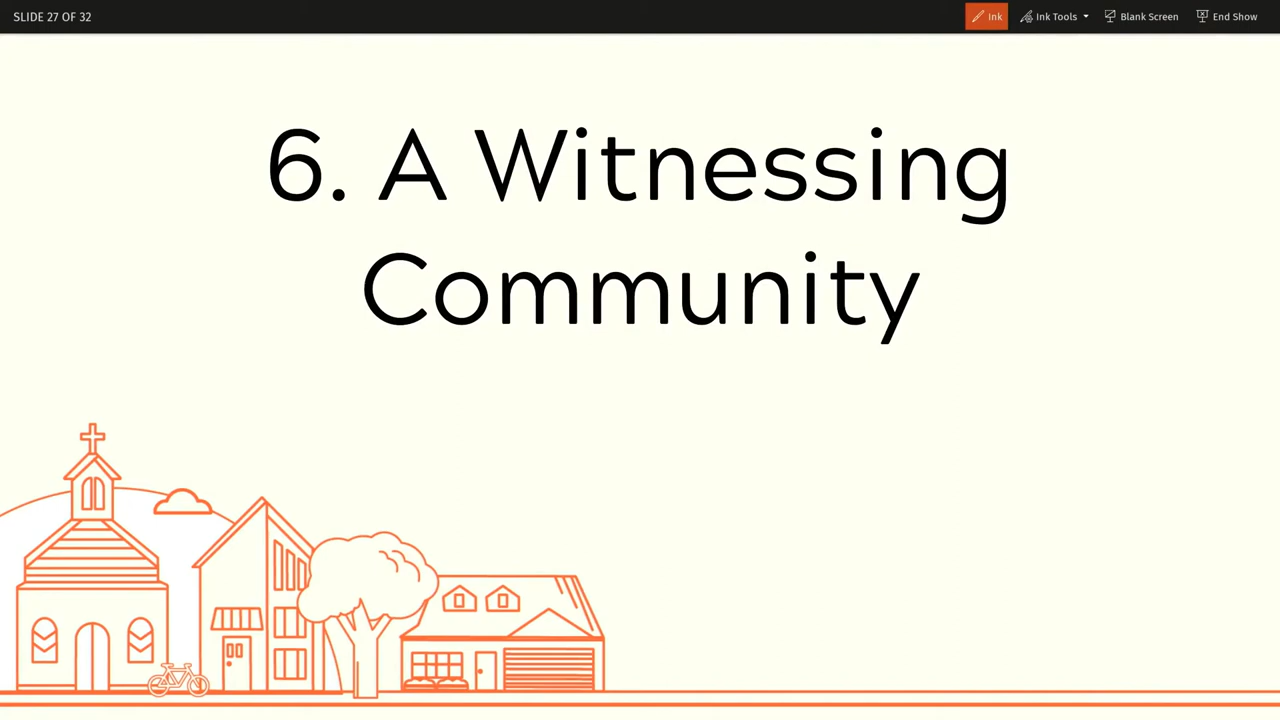 SLIDE 27 OF 32
Ink Ink Tools Blank Screen End Show
6. A Witnessing
Community